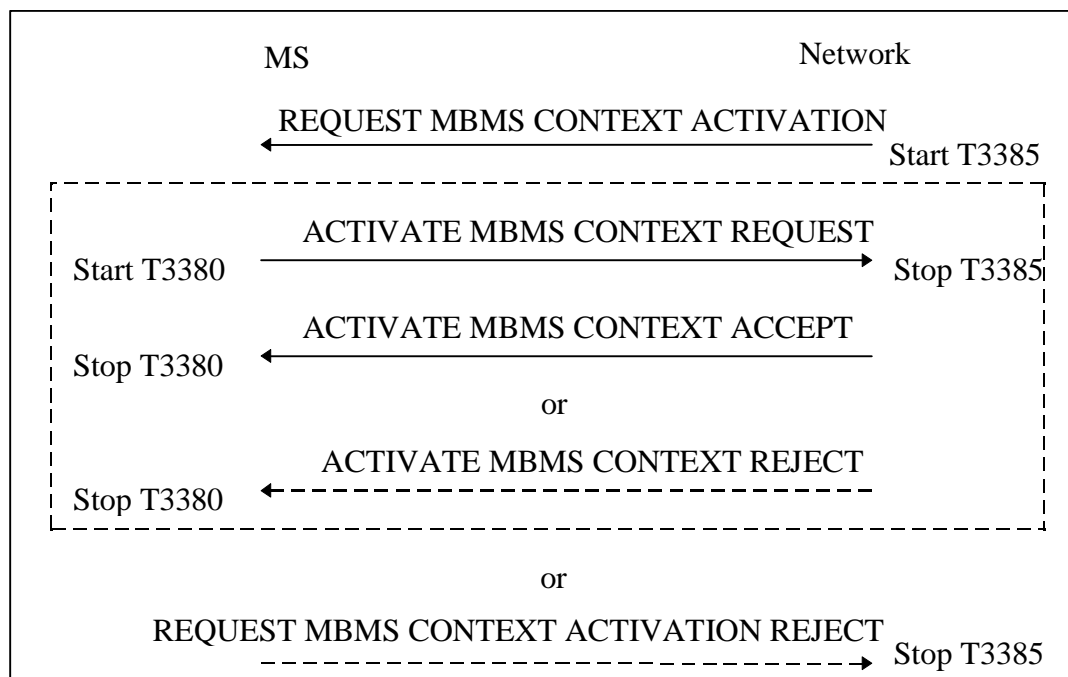 MS Network
REQUEST MBMS CONTEXT ACTIVATION
Start T3385
ACTIVATE MBMS CONTEXT REQUEST
Start T3380 Stop T3385
ACTIVATE MBMS CONTEXT ACCEPT
Stop T3380
or
ACTIVATE MBMS CONTEXT REJECT
Stop T3380
or
REQUEST MBMS CONTEXT ACTIVATION REJECT
Stop T3385